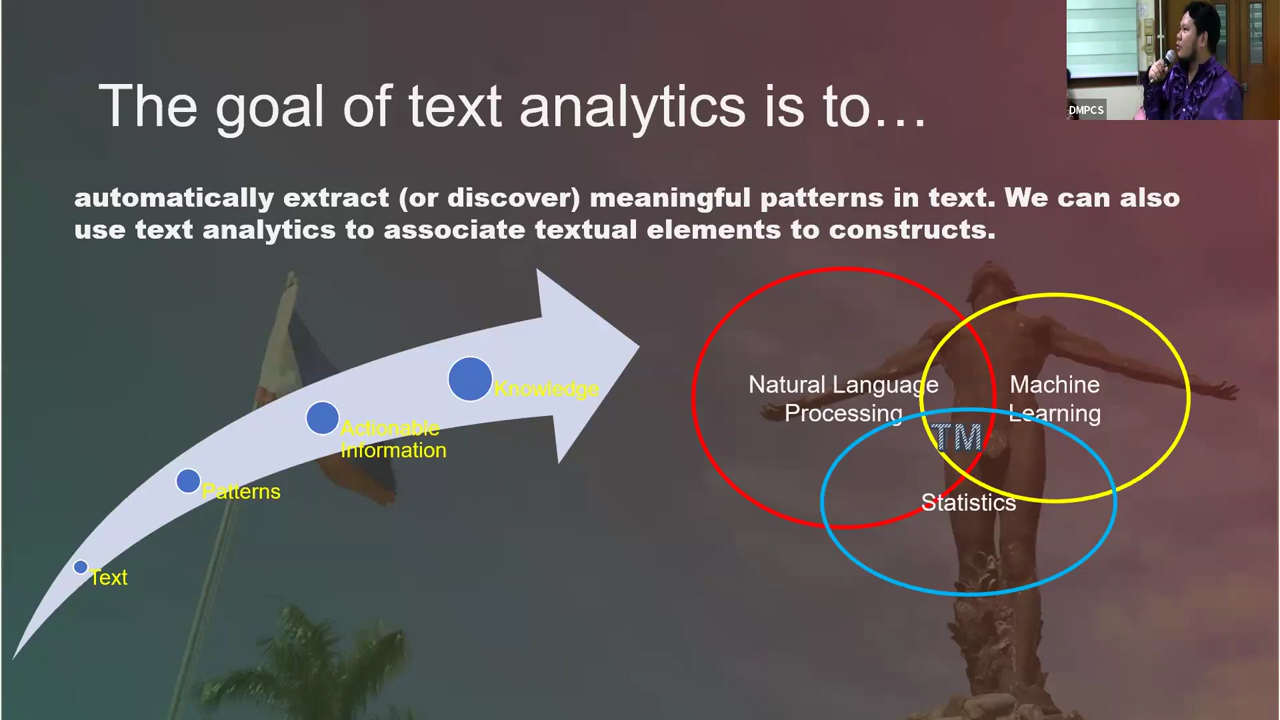 The goal of text analytics is to…
DMPCS
automatically extract (or discover) meaningful patterns in text. We can also
use text analytics to associate textual elements to constructs.
Knowledge
Actionable
Information
Patterns
Text
Natural Language
Processing
Machine
Learning
TM
Statistics